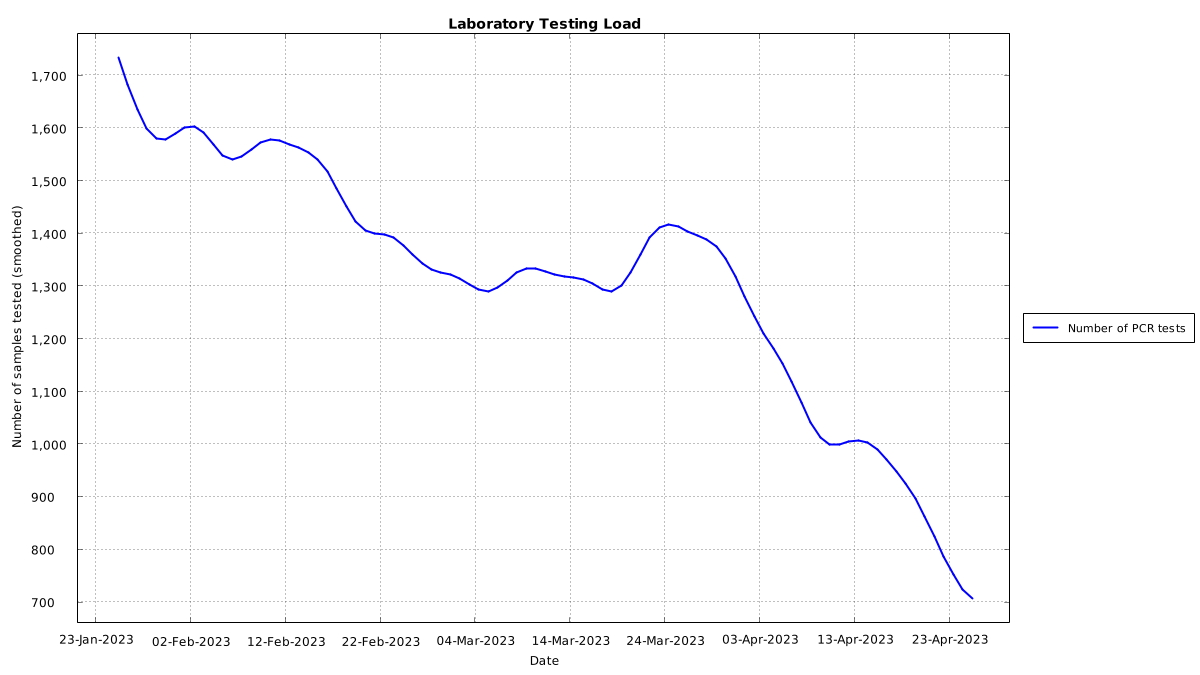 Laboratory Testing Load
Number of samples tested (smoothed)
1,700
1,600
1,500
1,400
1,300
1,200
1,100
1,000
900
800
700
23-Jan-2023
02-Feb-2023
12-Feb-2023
22-Feb-2023
04-Mar-2023
14-Mar-2023
24-Mar-2023
03-Apr-2023
13-Apr-2023
23-Apr-2023
Date
Number of PCR tests